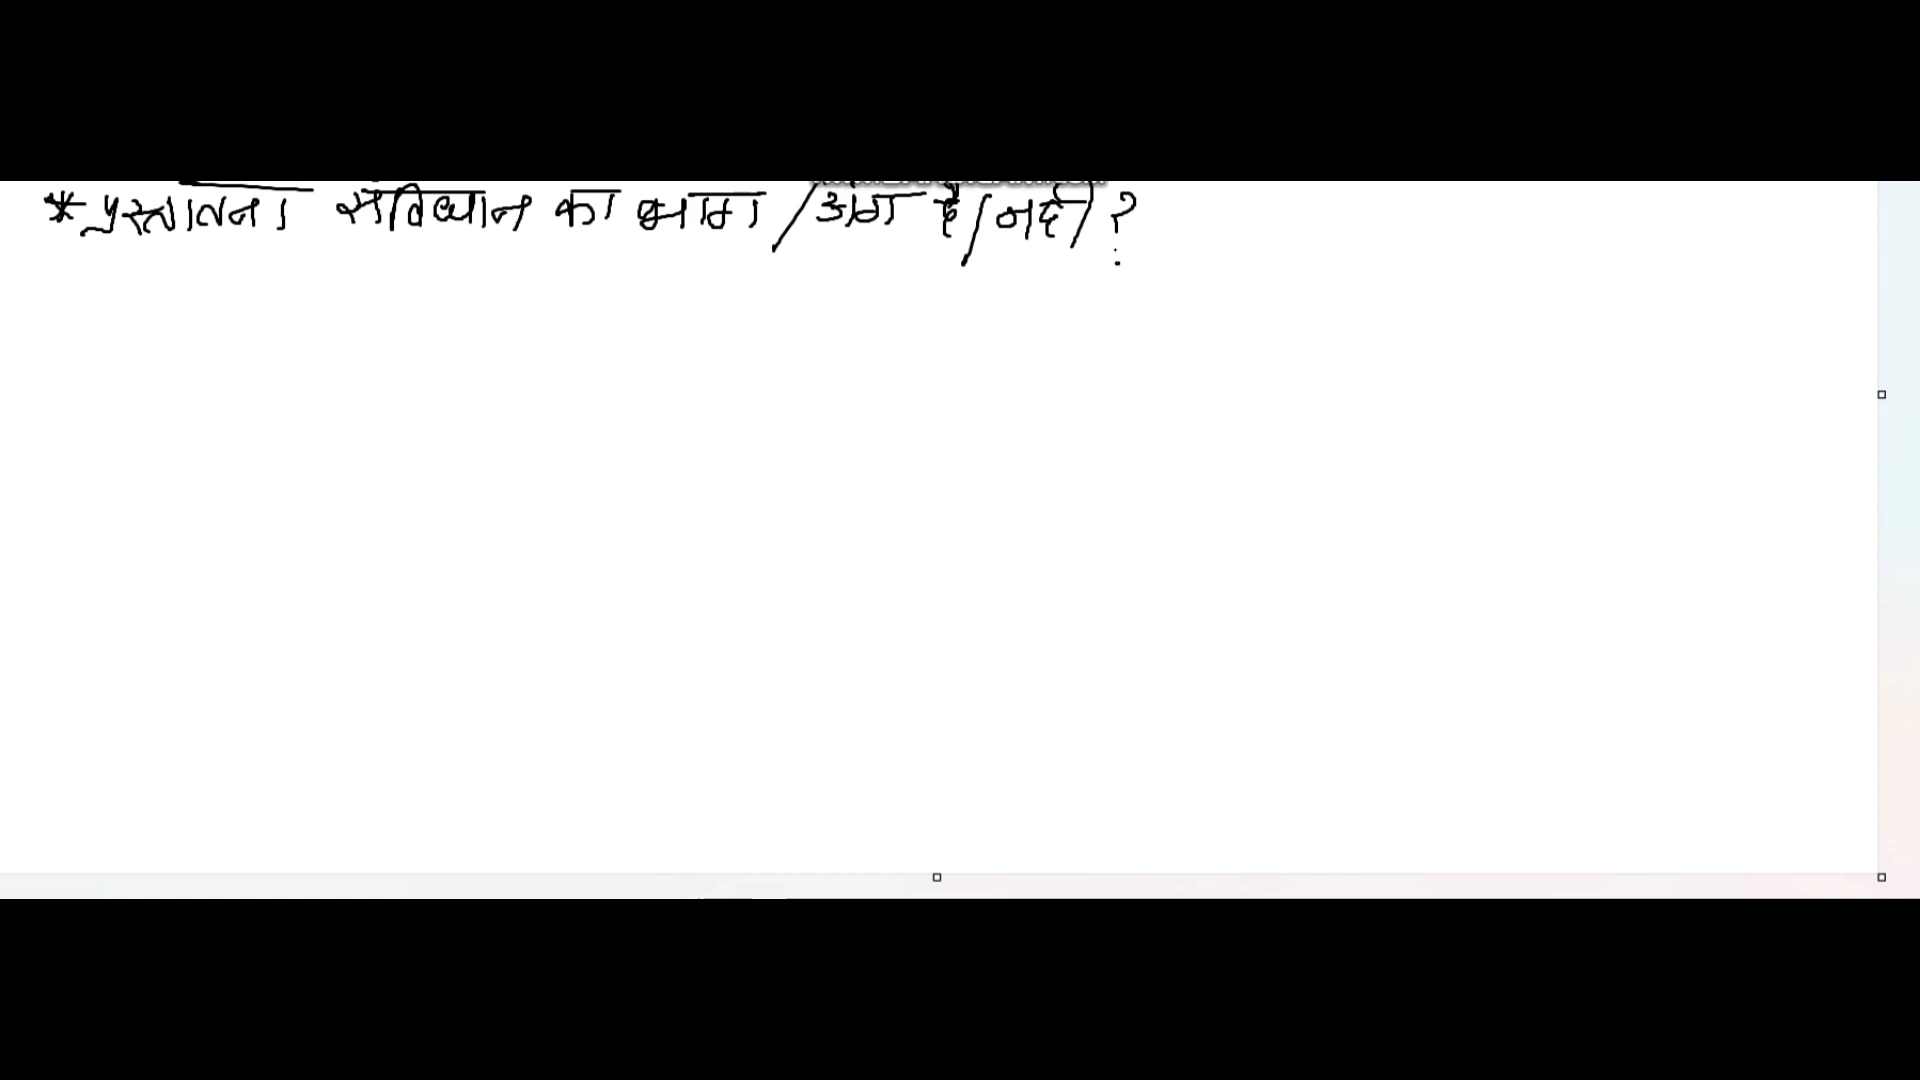 * प्रस्तावना संविधान का भाग / अंग है / नहीं ?